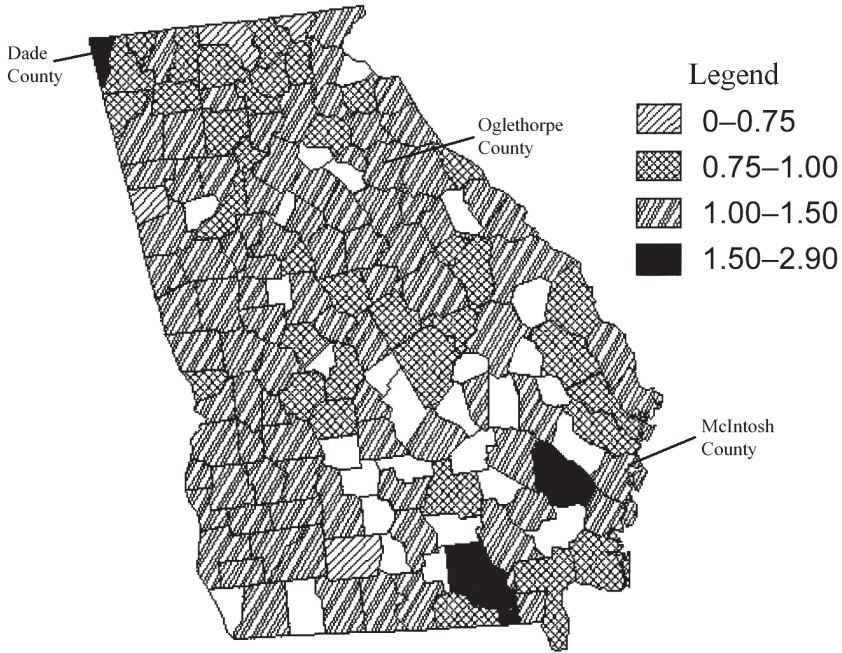 Dade
County
Oglethorpe
County
Legend
0–0.75
0.75–1.00
1.00–1.50
1.50–2.90
McIntosh
County